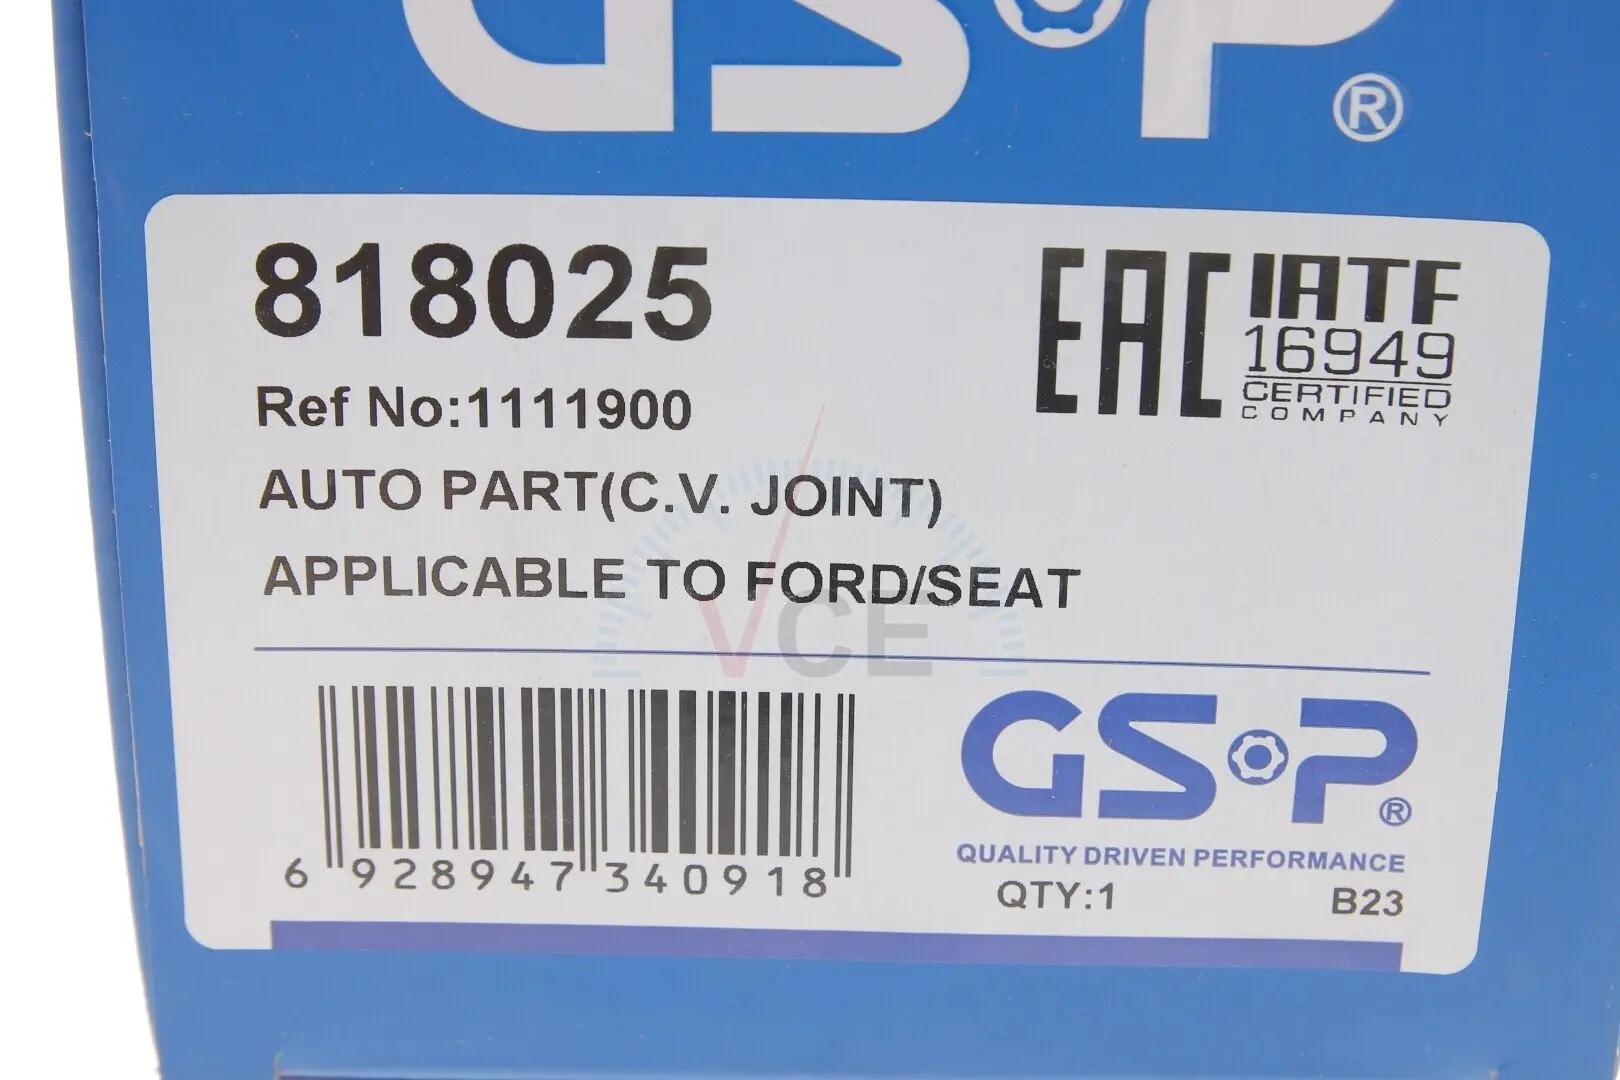 GSP®
818025
EAC
IATF
16949
CERTIFIED
COMPANY
Ref No:1111900
AUTO PART(C.V. JOINT)
APPLICABLE TO FORD/SEAT
VCE
6 928947 340918
GSP®
QUALITY DRIVEN PERFORMANCE
QTY:1 B23